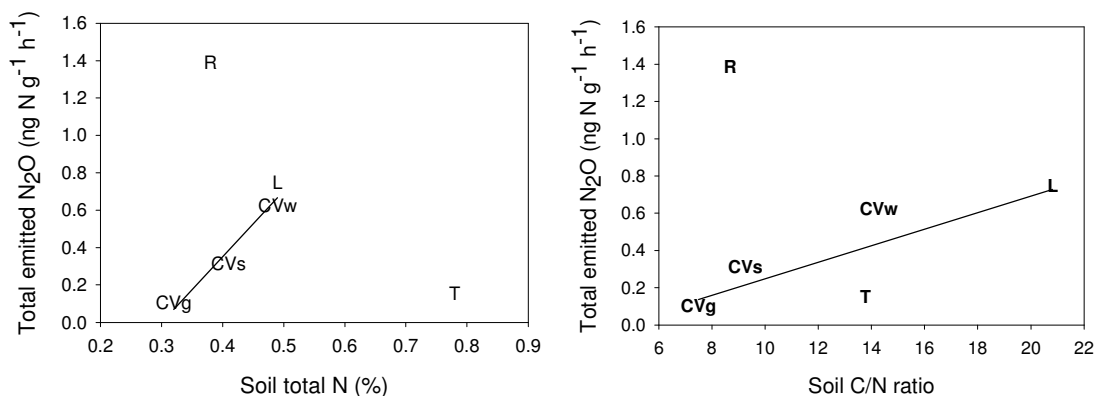 Total emitted N₂O (ng N g⁻¹ h⁻¹)
1.6
1.4
1.2
1.0
0.8
0.6
0.4
0.2
0.0
R
L
CVw
CVs
CVg
T
0.2 0.3 0.4 0.5 0.6 0.7 0.8 0.9
Soil total N (%)
Total emitted N₂O (ng N g⁻¹ h⁻¹)
1.6
1.4
1.2
1.0
0.8
0.6
0.4
0.2
0.0
R
L
CVw
CVs
T
CVg
6 8 10 12 14 16 18 20 22
Soil C/N ratio